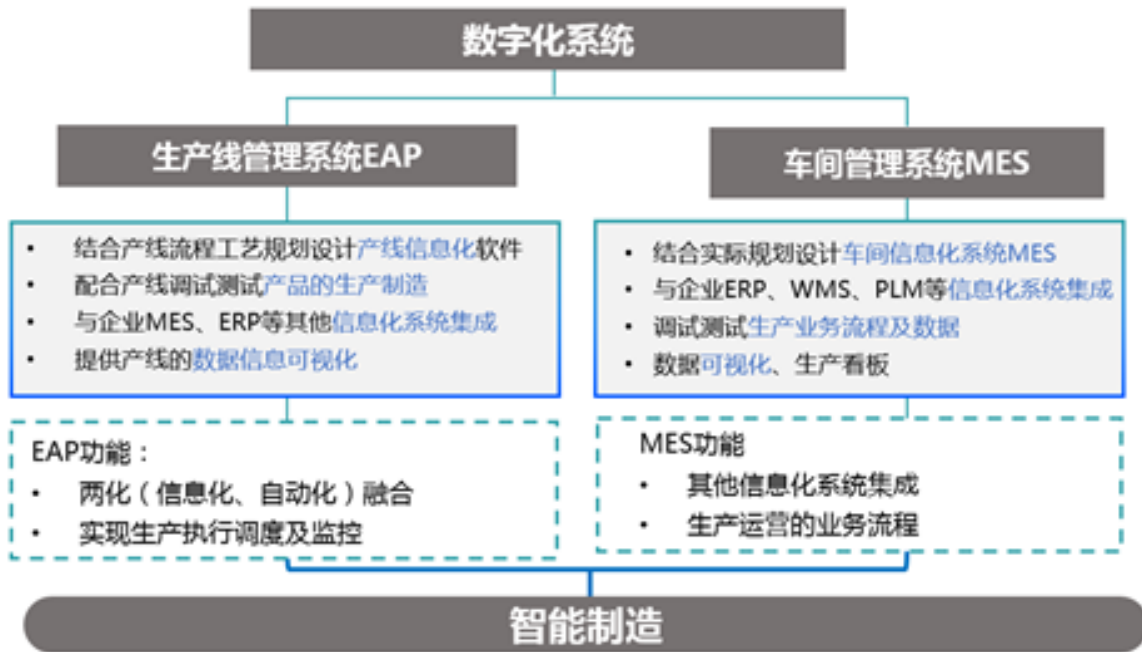 数字化系统
生产线管理系统EAP
• 结合产线流程工艺规划设计产线信息化软件
• 配合产线调试测试产品的生产制造
• 与企业MES、ERP等其他信息化系统集成
• 提供产线的数据信息可视化
EAP功能：
• 两化（信息化、自动化）融合
• 实现生产执行调度及监控
车间管理系统MES
• 结合实际规划设计车间信息化系统MES
• 与企业ERP、WMS、PLM等信息化系统集成
• 调试测试生产业务流程及数据
• 数据可视化、生产看板
MES功能
• 其他信息化系统集成
• 生产运营的业务流程
智能制造